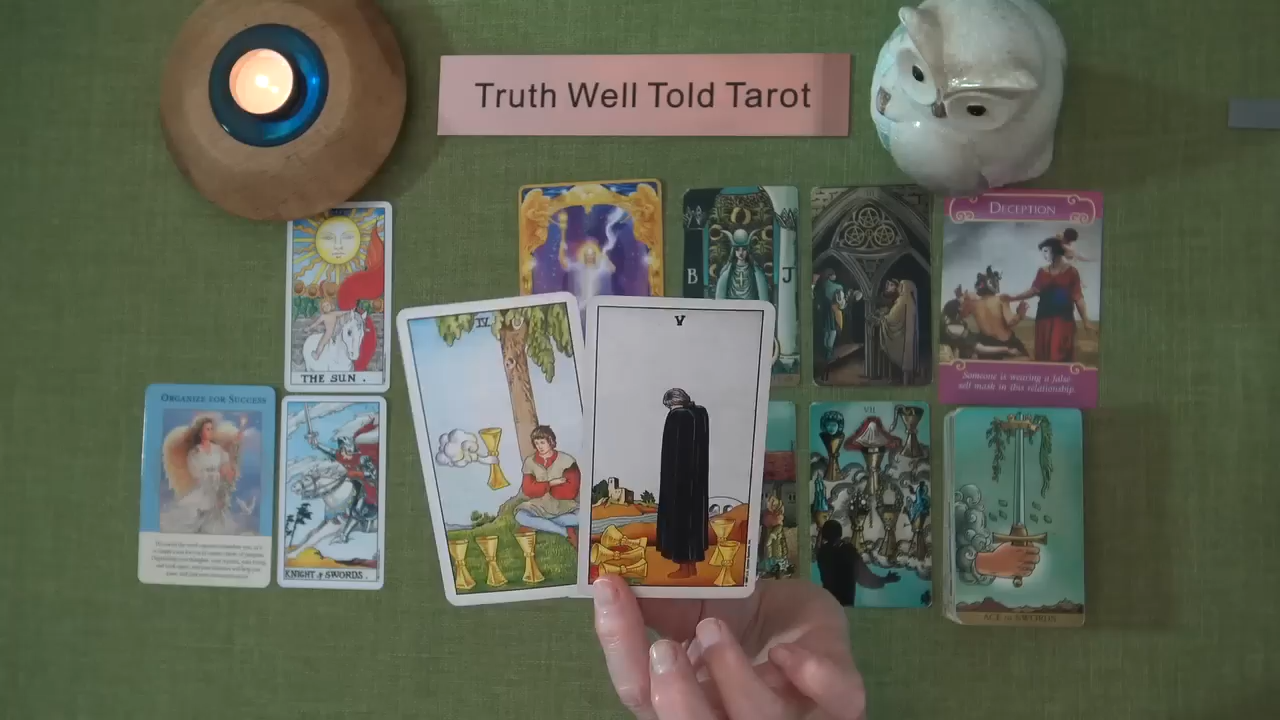 Truth Well Told Tarot
B J
DECEPTION
Someone is wearing a false
self mask in this relationship.
THE SUN .
IV
V
ORGANIZE FOR SUCCESS
KNIGHT of SWORDS.
VII
ACE of SWORDS